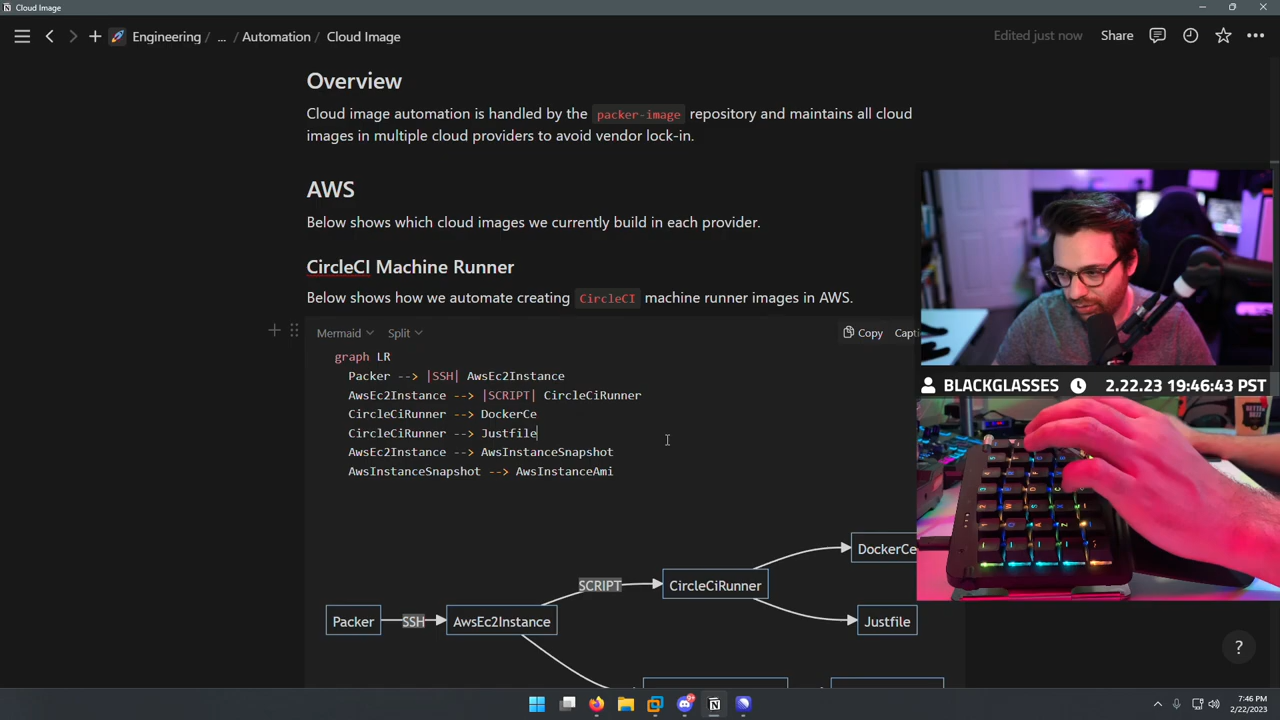 Cloud Image
Engineering / ... / Automation / Cloud Image
Edited just now Share
Overview
Cloud image automation is handled by the packer-image repository and maintains all cloud
images in multiple cloud providers to avoid vendor lock-in.
AWS
Below shows which cloud images we currently build in each provider.
CircleCI Machine Runner
Below shows how we automate creating CircleCI machine runner images in AWS.
Mermaid Split Copy Capti
graph LR
Packer --> |SSH| AwsEc2Instance
AwsEc2Instance --> |SCRIPT| CircleCiRunner
CircleCiRunner --> DockerCe
CircleCiRunner --> Justfile
AwsEc2Instance --> AwsInstanceSnapshot
AwsInstanceSnapshot --> AwsInstanceAmi
DockerCe
SCRIPT CircleCiRunner
Packer SSH AwsEc2Instance Justfile
BLACKGLASSES 2.22.23 19:46:43 PST
?
7:46 PM
2/22/2023